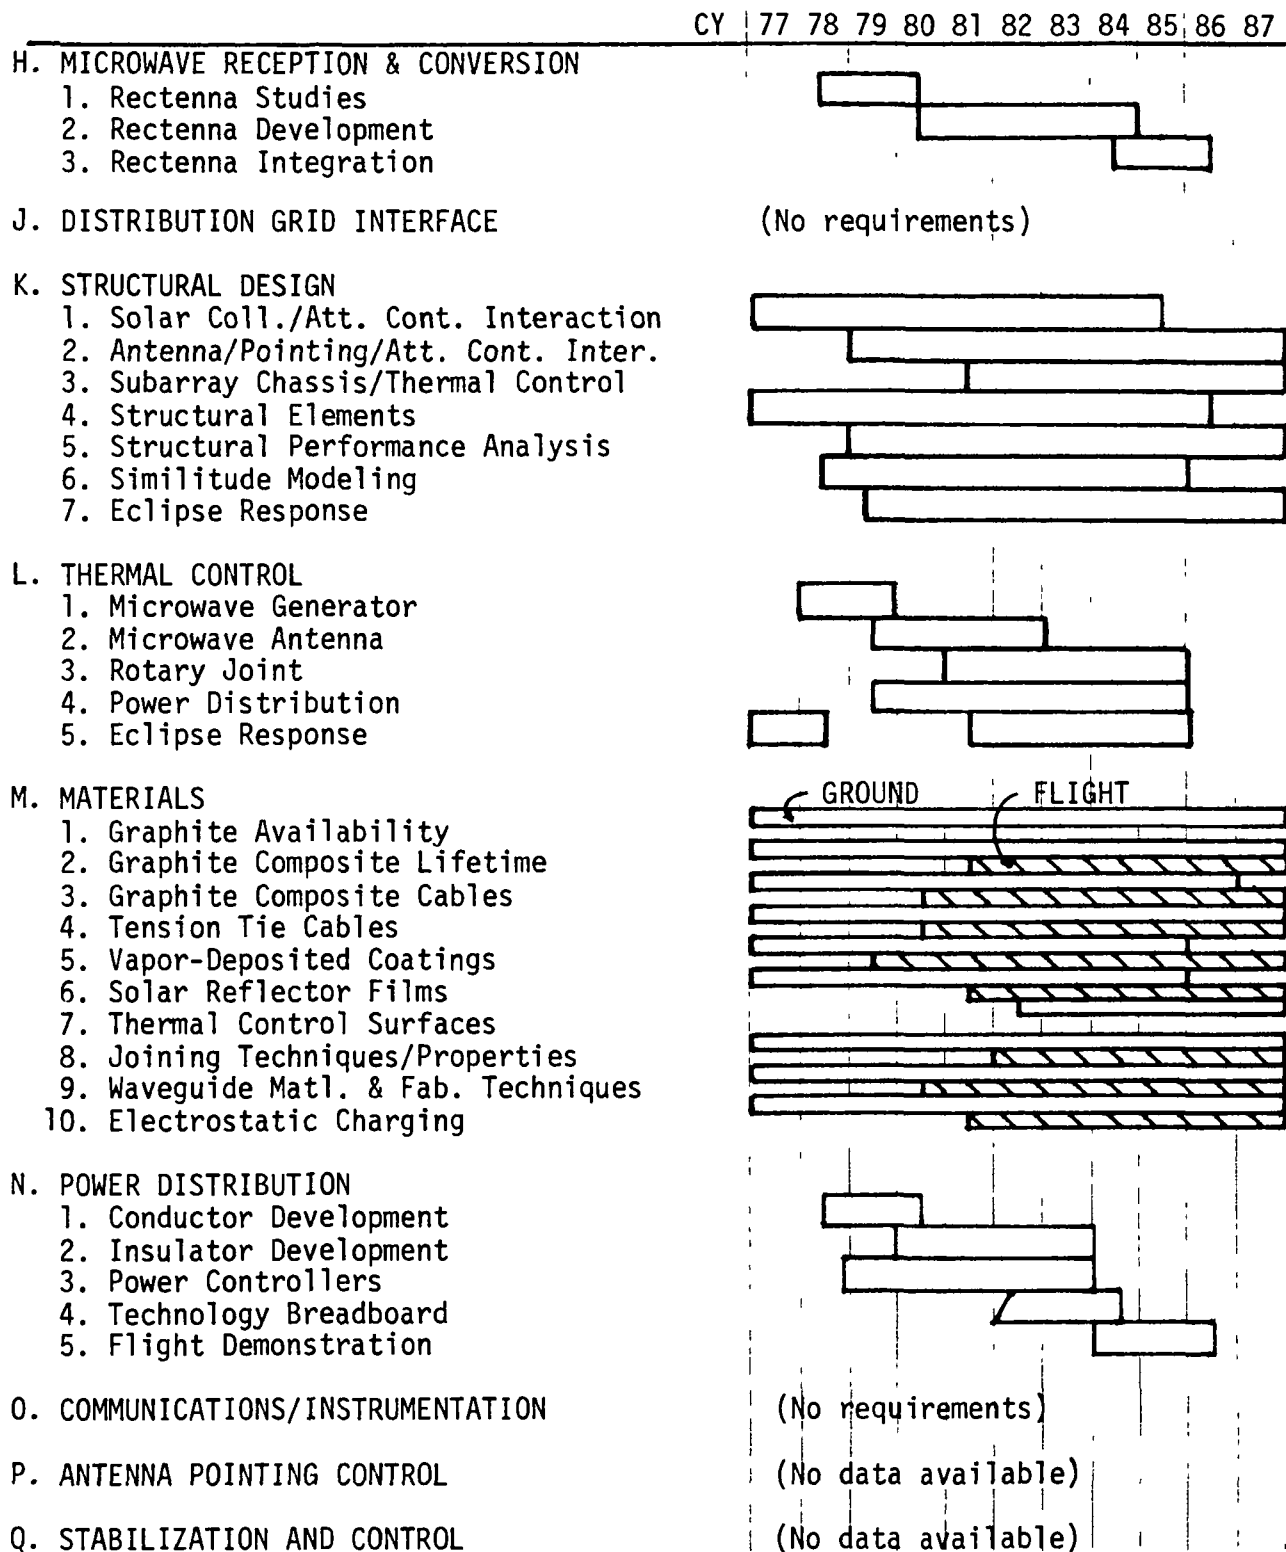 CY 77 78 79 80 81 82 83 84 85 86 87
H. MICROWAVE RECEPTION & CONVERSION
1. Rectenna Studies
2. Rectenna Development
3. Rectenna Integration
J. DISTRIBUTION GRID INTERFACE (No requirements)
K. STRUCTURAL DESIGN
1. Solar Coll./Att. Cont. Interaction
2. Antenna/Pointing/Att. Cont. Inter.
3. Subarray Chassis/Thermal Control
4. Structural Elements
5. Structural Performance Analysis
6. Similitude Modeling
7. Eclipse Response
L. THERMAL CONTROL
1. Microwave Generator
2. Microwave Antenna
3. Rotary Joint
4. Power Distribution
5. Eclipse Response
M. MATERIALS GROUND FLIGHT
1. Graphite Availability
2. Graphite Composite Lifetime
3. Graphite Composite Cables
4. Tension Tie Cables
5. Vapor-Deposited Coatings
6. Solar Reflector Films
7. Thermal Control Surfaces
8. Joining Techniques/Properties
9. Waveguide Matl. & Fab. Techniques
10. Electrostatic Charging
N. POWER DISTRIBUTION
1. Conductor Development
2. Insulator Development
3. Power Controllers
4. Technology Breadboard
5. Flight Demonstration
O. COMMUNICATIONS/INSTRUMENTATION (No requirements)
P. ANTENNA POINTING CONTROL (No data available)
Q. STABILIZATION AND CONTROL (No data available)